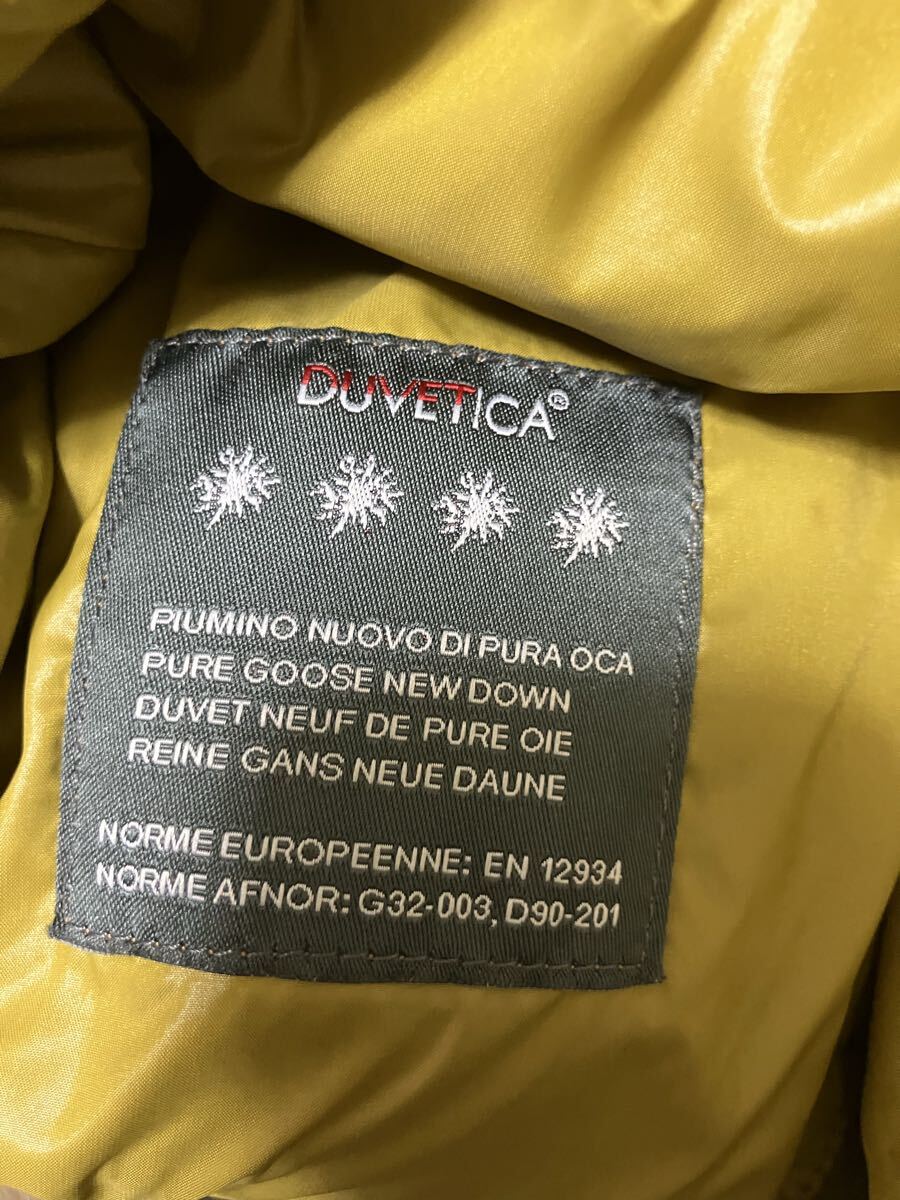 DUVETICA®
PIUMINO NUOVO DI PURA OCA
PURE GOOSE NEW DOWN
DUVET NEUF DE PURE OIE
REINE GANS NEUE DAUNE
NORME EUROPEENNE: EN 12934
NORME AFNOR: G32-003, D90-201